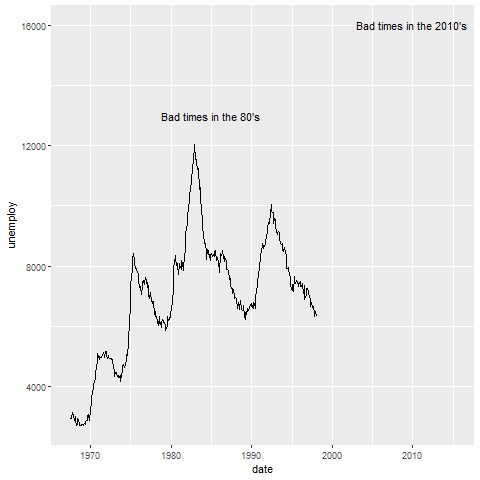 Bad times in the 2010's
Bad times in the 80's
16000
12000
8000
4000
unemploy
1970 1980 1990 2000 2010
date